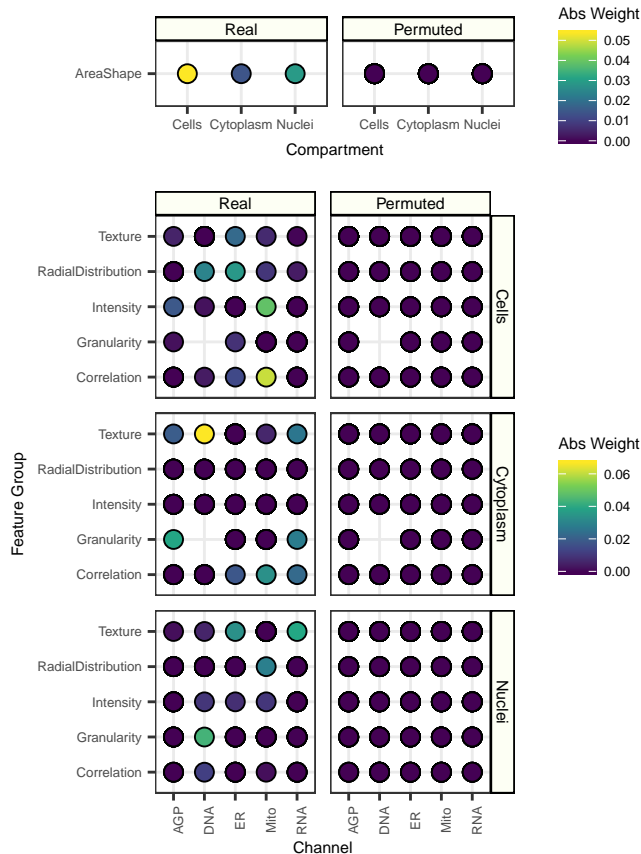 Abs Weight
0.05
0.04
0.03
0.02
0.01
0.00
Real
Permuted
AreaShape
Cells
Cytoplasm
Nuclei
Cells
Cytoplasm
Nuclei
Compartment
Real
Permuted
Texture
RadialDistribution
Intensity
Granularity
Correlation
Cells
Texture
RadialDistribution
Intensity
Granularity
Correlation
Cytoplasm
Texture
RadialDistribution
Intensity
Granularity
Correlation
Nuclei
Feature Group
Abs Weight
0.06
0.04
0.02
0.00
AGP
DNA
ER
Mito
RNA
AGP
DNA
ER
Mito
RNA
Channel